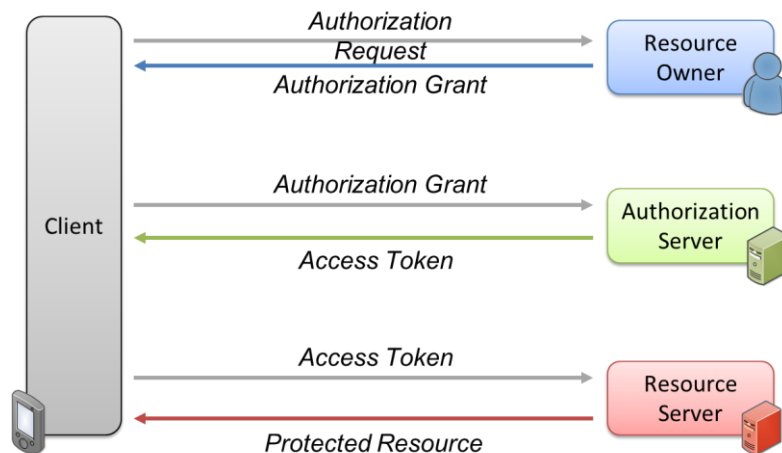 Authorization
Request
Authorization Grant
Resource
Owner
Authorization Grant
Client
Authorization
Server
Access Token
Access Token
Resource
Server
Protected Resource